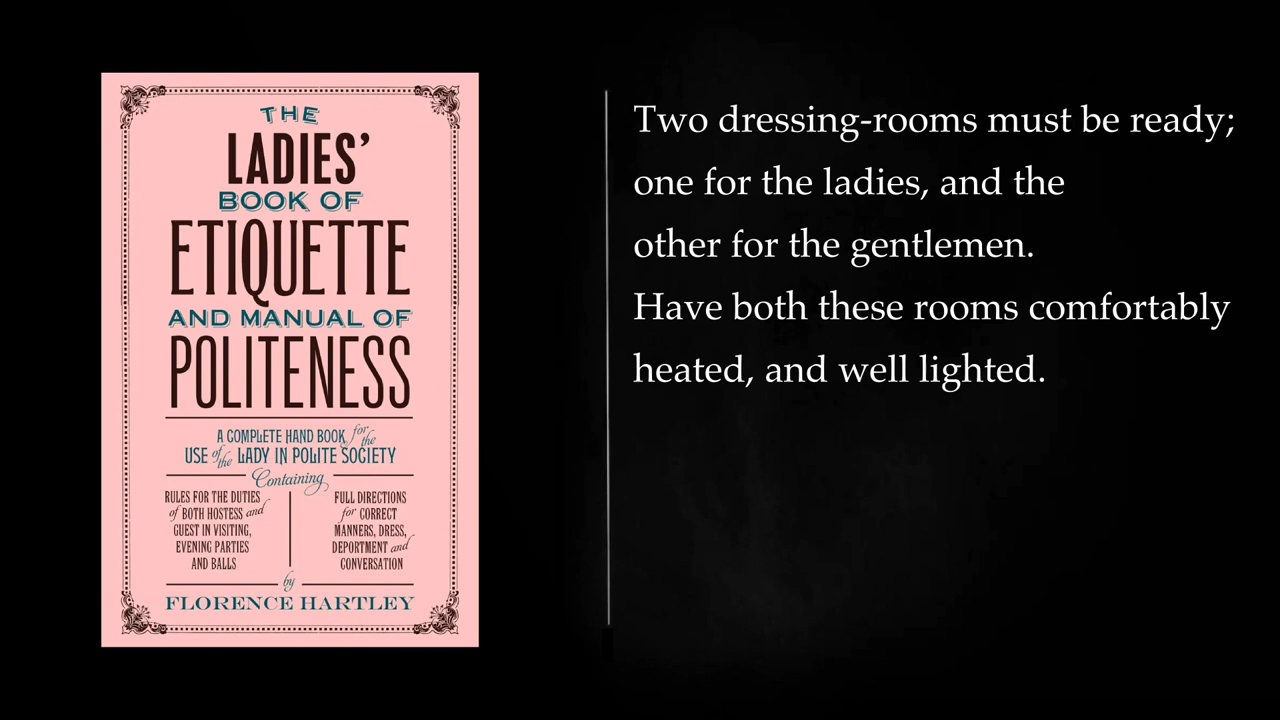 THE
LADIES'
BOOK OF
ETIQUETTE
AND MANUAL OF
POLITENESS
A COMPLETE HAND BOOK for the
USE of the LADY IN POLITE SOCIETY
Containing
RULES FOR THE DUTIES
of BOTH HOSTESS and
GUEST IN VISITING,
EVENING PARTIES
AND BALLS
FULL DIRECTIONS
for CORRECT
MANNERS, DRESS,
DEPORTMENT and
CONVERSATION
by
FLORENCE HARTLEY
Two dressing-rooms must be ready;
one for the ladies, and the
other for the gentlemen.
Have both these rooms comfortably
heated, and well lighted.